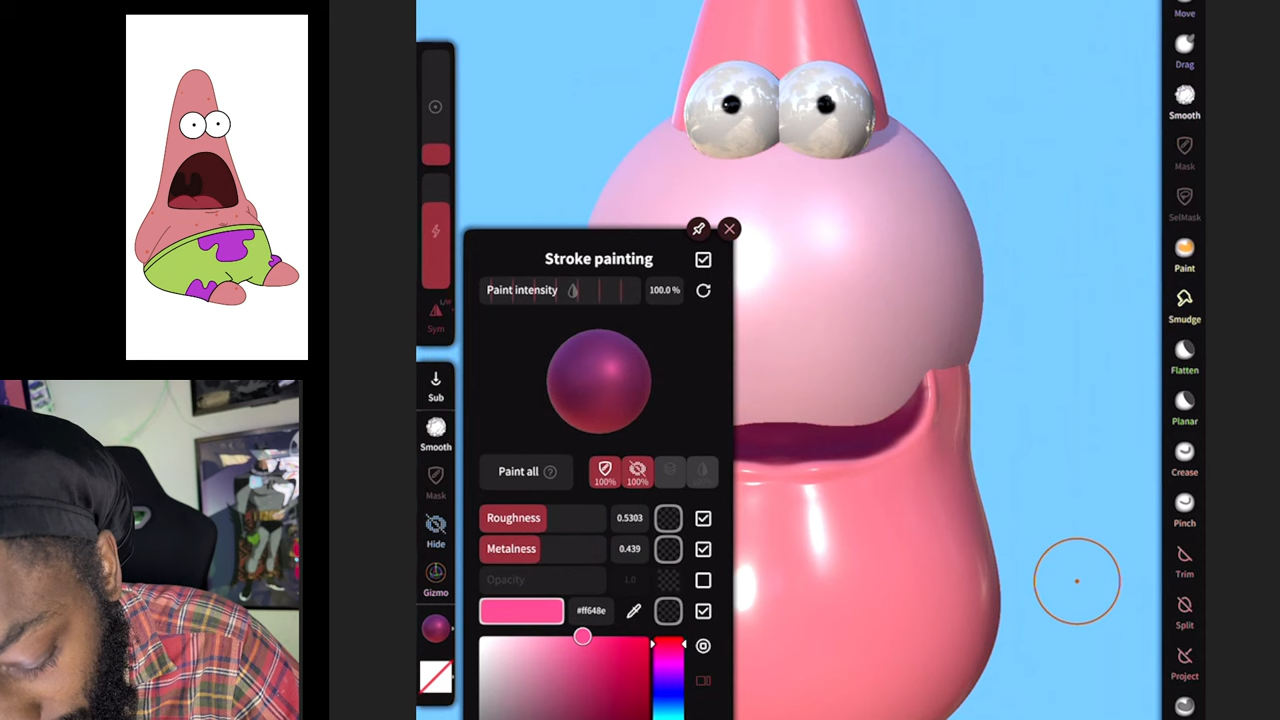 Stroke painting
Paint intensity 100.0 %
Paint all ?
100% 100%
Roughness 0.5303
Metalness 0.439
Opacity 1.0
#ff648e
Sym
Sub
Smooth
Mask
Hide
Gizmo
Move
Drag
Smooth
Mask
SelMask
Paint
Smudge
Flatten
Planar
Crease
Pinch
Trim
Split
Project